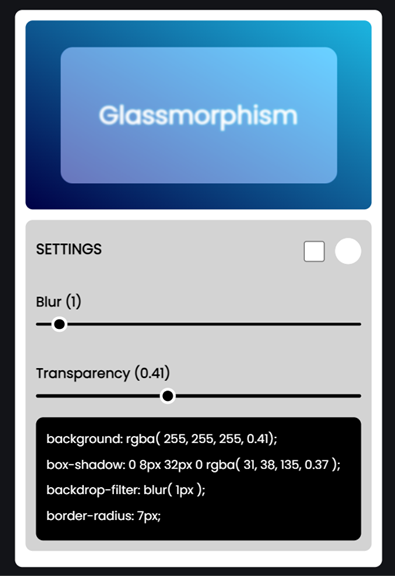 Glassmorphism
SETTINGS
Blur (1)
Transparency (0.41)
background: rgba( 255, 255, 255, 0.41);
box-shadow: 0 8px 32px 0 rgba( 31, 38, 135, 0.37 );
backdrop-filter: blur( 1px );
border-radius: 7px;